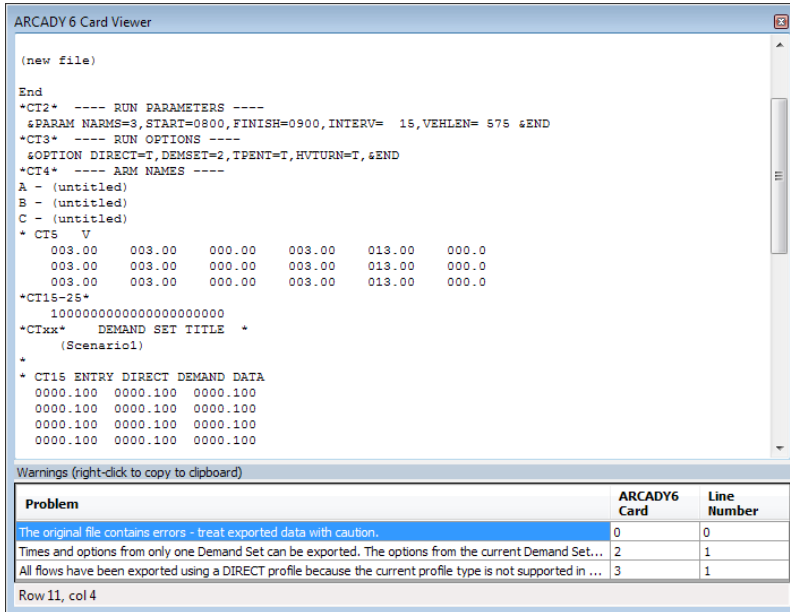 ARCADY 6 Card Viewer
(new file)
End
*CT2*  ---- RUN PARAMETERS ----
 &PARAM NARMS=3,START=0800,FINISH=0900,INTERV=  15,VEHLEN= 575 &END
*CT3*  ---- RUN OPTIONS ----
 &OPTION DIRECT=T,DEMSET=2,TPENT=T,HVTURN=T,&END
*CT4*  ---- ARM NAMES ----
A - (untitled)
B - (untitled)
C - (untitled)
* CT5   V
    003.00    003.00    000.00    003.00    013.00    000.0
    003.00    003.00    000.00    003.00    013.00    000.0
    003.00    003.00    000.00    003.00    013.00    000.0
*CT15-25*
    1000000000000000000000
*CTxx*    DEMAND SET TITLE  *
     (Scenario1)
*
* CT15 ENTRY DIRECT DEMAND DATA
  0000.100  0000.100  0000.100
  0000.100  0000.100  0000.100
  0000.100  0000.100  0000.100
  0000.100  0000.100  0000.100
Warnings (right-click to copy to clipboard)
Problem ARCADY6 Card Line Number
The original file contains errors - treat exported data with caution. 0 0
Times and options from only one Demand Set can be exported. The options from the current Demand Set... 2 1
All flows have been exported using a DIRECT profile because the current profile type is not supported in ... 3 1
Row 11, col 4